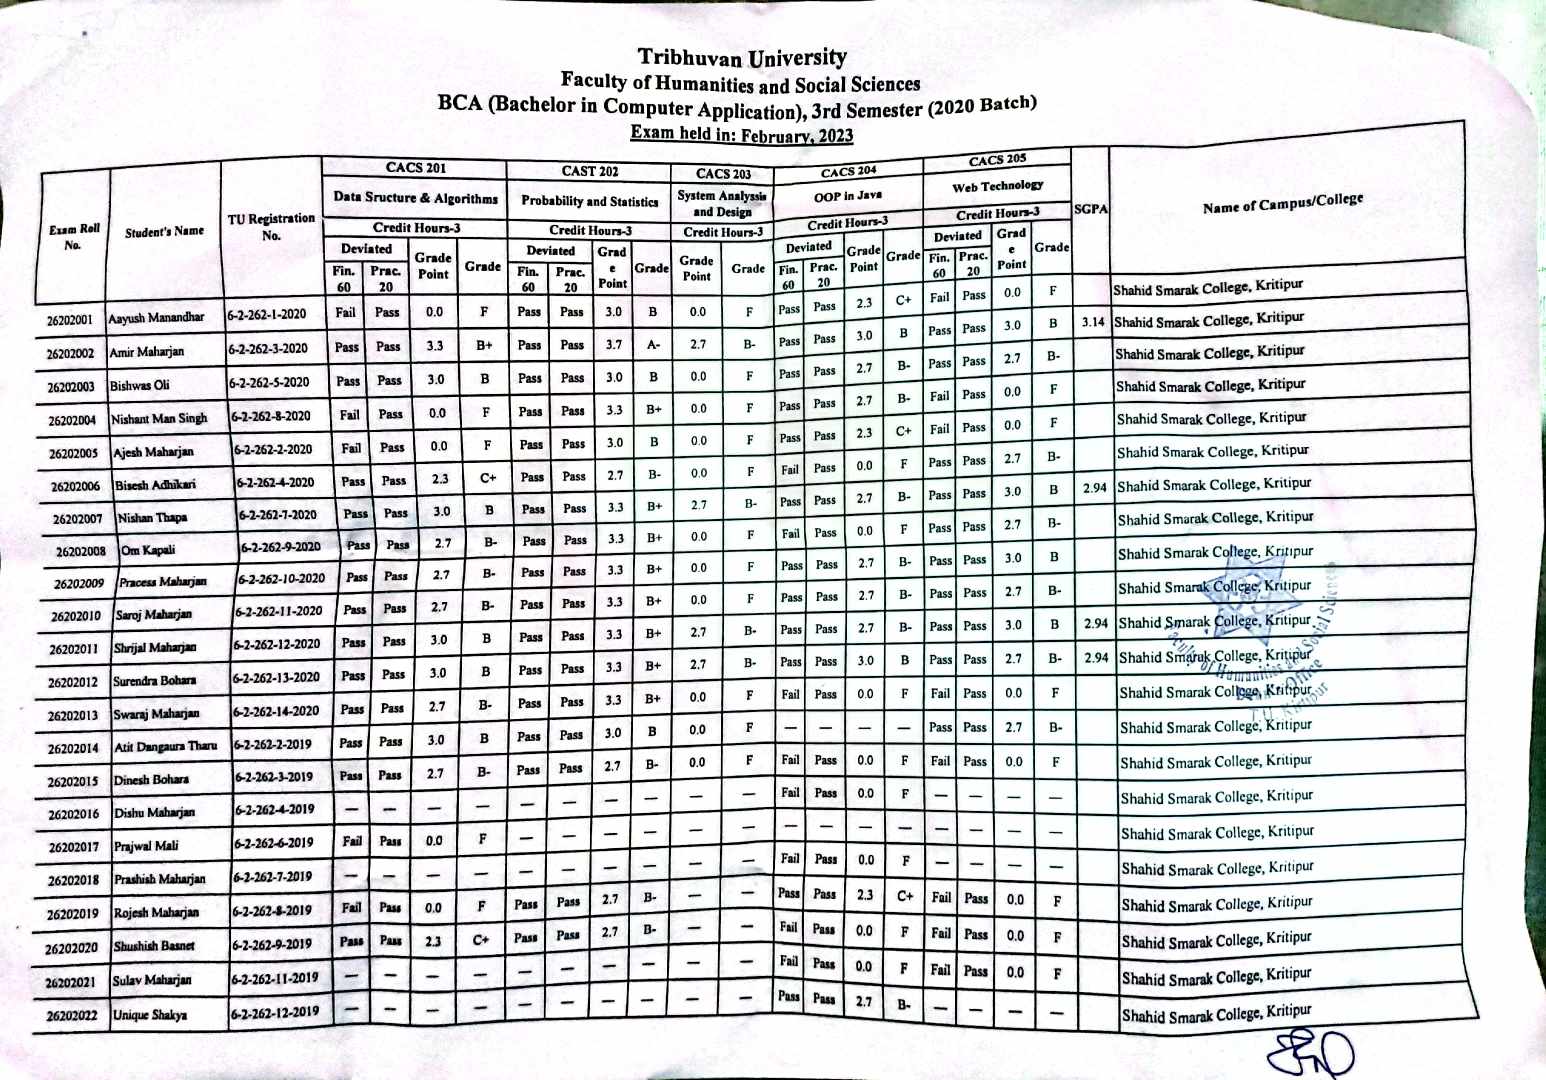 Tribhuvan University
Faculty of Humanities and Social Sciences
BCA (Bachelor in Computer Application), 3rd Semester (2020 Batch)
Exam held in: February, 2023
Exam Roll No. Student's Name TU Registration No. CACS 201 CAST 202 CACS 203 CACS 204 CACS 205 SGPA Name of Campus/College
Data Sructure & Algorithms Probability and Statistics System Analyssis and Design OOP in Java Web Technology
Credit Hours-3 Credit Hours-3 Credit Hours-3 Credit Hours-3 Credit Hours-3
Deviated Grade Point Grade Deviated Grad e Point Grade Grade Point Grade Deviated Grade Point Grade Deviated Grad e Point Grade
Fin. 60 Prac. 20 Fin. 60 Prac. 20 Fin. 60 Prac. 20 Fin. 60 Prac. 20
26202001 Aayush Manandhar 6-2-262-1-2020 Fail Pass 0.0 F Pass Pass 3.0 B 0.0 F Pass Pass 2.3 C+ Fail Pass 0.0 F Shahid Smarak College, Kritipur
26202002 Amir Maharjan 6-2-262-3-2020 Pass Pass 3.3 B+ Pass Pass 3.7 A- 2.7 B- Pass Pass 3.0 B Pass Pass 3.0 B 3.14 Shahid Smarak College, Kritipur
26202003 Bishwas Oli 6-2-262-5-2020 Pass Pass 3.0 B Pass Pass 3.0 B 0.0 F Pass Pass 2.7 B- Pass Pass 2.7 B- Shahid Smarak College, Kritipur
26202004 Nishant Man Singh 6-2-262-8-2020 Fail Pass 0.0 F Pass Pass 3.3 B+ 0.0 F Pass Pass 2.7 B- Fail Pass 0.0 F Shahid Smarak College, Kritipur
26202005 Ajesh Maharjan 6-2-262-2-2020 Fail Pass 0.0 F Pass Pass 3.0 B 0.0 F Pass Pass 2.3 C+ Fail Pass 0.0 F Shahid Smarak College, Kritipur
26202006 Bisesh Adhikari 6-2-262-4-2020 Pass Pass 2.3 C+ Pass Pass 2.7 B- 0.0 F Fail Pass 0.0 F Pass Pass 2.7 B- Shahid Smarak College, Kritipur
26202007 Nishan Thapa 6-2-262-7-2020 Pass Pass 3.0 B Pass Pass 3.3 B+ 2.7 B- Pass Pass 2.7 B- Pass Pass 3.0 B 2.94 Shahid Smarak College, Kritipur
26202008 Om Kapali 6-2-262-9-2020 Pass Pass 2.7 B- Pass Pass 3.3 B+ 0.0 F Fail Pass 0.0 F Pass Pass 2.7 B- Shahid Smarak College, Kritipur
26202009 Pracess Maharjan 6-2-262-10-2020 Pass Pass 2.7 B- Pass Pass 3.3 B+ 0.0 F Pass Pass 2.7 B- Pass Pass 3.0 B Shahid Smarak College, Kritipur
26202010 Saroj Maharjan 6-2-262-11-2020 Pass Pass 2.7 B- Pass Pass 3.3 B+ 0.0 F Pass Pass 2.7 B- Pass Pass 2.7 B- Shahid Smarak College, Kritipur
26202011 Shrijal Maharjan 6-2-262-12-2020 Pass Pass 3.0 B Pass Pass 3.3 B+ 2.7 B- Pass Pass 2.7 B- Pass Pass 3.0 B 2.94 Shahid Smarak College, Kritipur
26202012 Surendra Bohara 6-2-262-13-2020 Pass Pass 3.0 B Pass Pass 3.3 B+ 2.7 B- Pass Pass 3.0 B Pass Pass 2.7 B- 2.94 Shahid Smaruk College, Kritipur
26202013 Swaraj Maharjan 6-2-262-14-2020 Pass Pass 2.7 B- Pass Pass 3.3 B+ 0.0 F Fail Pass 0.0 F Fail Pass 0.0 F Shahid Smarak College, Kritipur
26202014 Atit Dangaura Tharu 6-2-262-2-2019 Pass Pass 3.0 B Pass Pass 3.0 B 0.0 F — — — — Pass Pass 2.7 B- Shahid Smarak College, Kritipur
26202015 Dinesh Bohara 6-2-262-3-2019 Pass Pass 2.7 B- Pass Pass 2.7 B- 0.0 F Fail Pass 0.0 F Fail Pass 0.0 F Shahid Smarak College, Kritipur
26202016 Dishu Maharjan 6-2-262-4-2019 — — — — — — — — — — Fail Pass 0.0 F — — — — Shahid Smarak College, Kritipur
26202017 Prajwal Mali 6-2-262-6-2019 Fail Pass 0.0 F — — — — — — — — — — — — — — Shahid Smarak College, Kritipur
26202018 Prashish Maharjan 6-2-262-7-2019 — — — — — — — — — — Fail Pass 0.0 F — — — — Shahid Smarak College, Kritipur
26202019 Rojesh Maharjan 6-2-262-8-2019 Fail Pass 0.0 F Pass Pass 2.7 B- — — Pass Pass 2.3 C+ Fail Pass 0.0 F Shahid Smarak College, Kritipur
26202020 Shushish Basnet 6-2-262-9-2019 Pass Pass 2.3 C+ Pass Pass 2.7 B- — — Fail Pass 0.0 F Fail Pass 0.0 F Shahid Smarak College, Kritipur
26202021 Sulav Maharjan 6-2-262-11-2019 — — — — — — — — — — Fail Pass 0.0 F Fail Pass 0.0 F Shahid Smarak College, Kritipur
26202022 Unique Shakya 6-2-262-12-2019 — — — — — — — — — — Pass Pass 2.7 B- — — — — Shahid Smarak College, Kritipur
Faculty of Humanities and Social Sciences
Office
T.U. Kirtipur